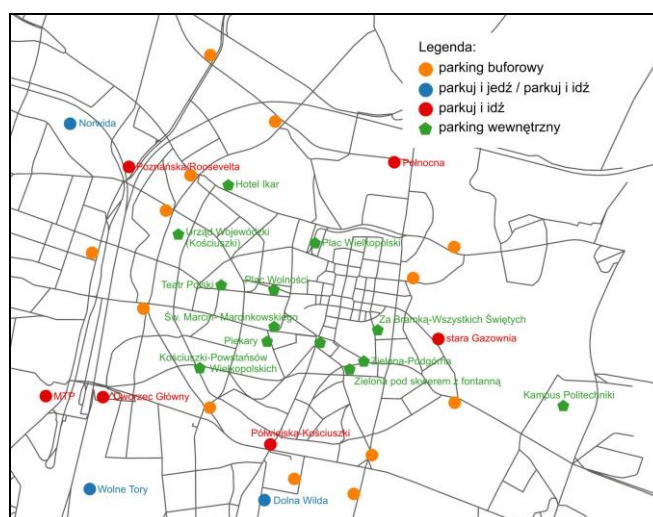 Legenda:
parking buforowy
parkuj i jedź / parkuj i idź
parkuj i idź
parking wewnętrzny
Norwida
Poznańska/Roosevelta
Północna
Hotel Ikar
Urząd Wojewódzki
(Kościuszki)
Plac Wielkopolski
Teatr Polski
Plac Wolności
Św. Marcin- Marcinkowskiego
Za Bramką-Wszystkich Świętych
Piekary
stara Gazownia
Kościuszki-Powstańsów
Wielkopolskich
Zielona-Podgórna
Zielona pod skwerem z fontanną
Kampus Politechniki
MTP
Dworzec Główny
Półwiejska-Kościuszki
Wolne Tory
Dolna Wilda